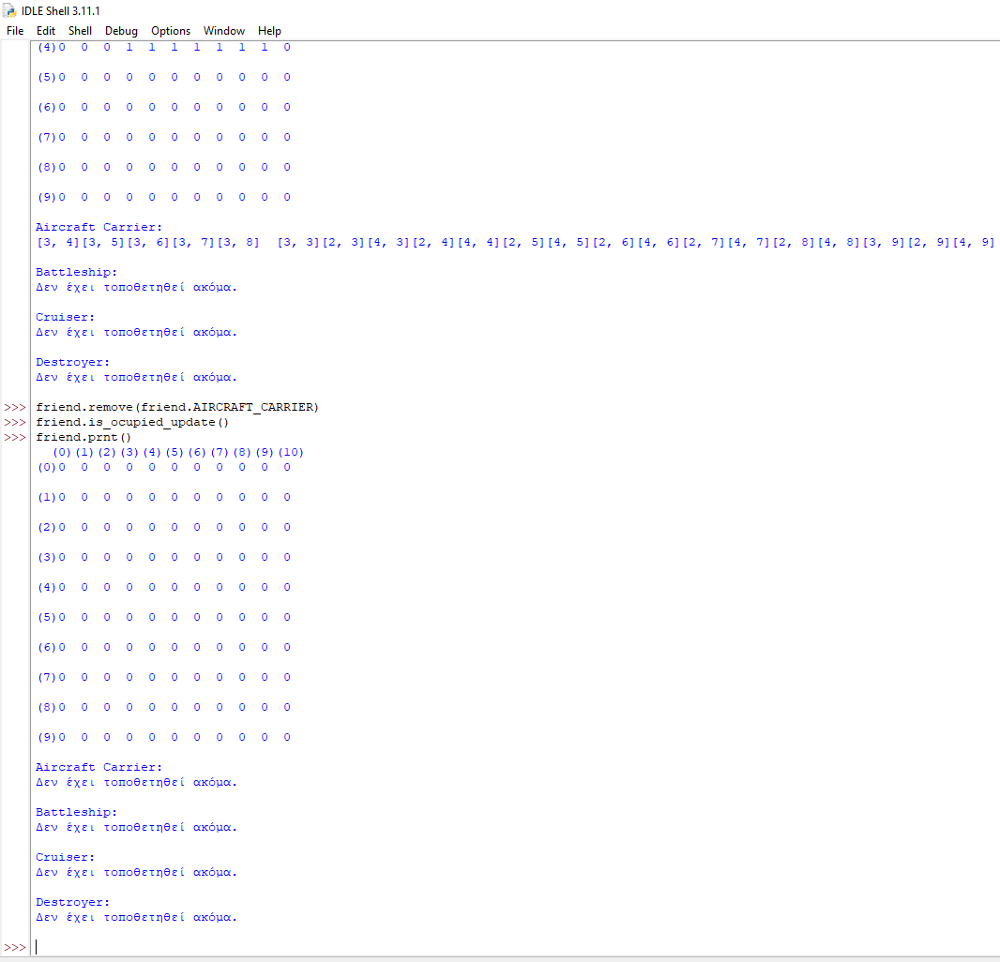 IDLE Shell 3.11.1
File Edit Shell Debug Options Window Help
(4)0 0 0 1 1 1 1 1 1 1 0
(5)0 0 0 0 0 0 0 0 0 0 0
(6)0 0 0 0 0 0 0 0 0 0 0
(7)0 0 0 0 0 0 0 0 0 0 0
(8)0 0 0 0 0 0 0 0 0 0 0
(9)0 0 0 0 0 0 0 0 0 0 0
Aircraft Carrier:
[3, 4][3, 5][3, 6][3, 7][3, 8] [3, 3][2, 3][4, 3][2, 4][4, 4][2, 5][4, 5][2, 6][4, 6][2, 7][4, 7][2, 8][4, 8][3, 9][2, 9][4, 9]
Battleship:
Δεν έχει τοποθετηθεί ακόμα.
Cruiser:
Δεν έχει τοποθετηθεί ακόμα.
Destroyer:
Δεν έχει τοποθετηθεί ακόμα.
>>> friend.remove(friend.AIRCRAFT_CARRIER)
>>> friend.is_ocupied_update()
>>> friend.prnt()
(0)(1)(2)(3)(4)(5)(6)(7)(8)(9)(10)
(0)0 0 0 0 0 0 0 0 0 0 0
(1)0 0 0 0 0 0 0 0 0 0 0
(2)0 0 0 0 0 0 0 0 0 0 0
(3)0 0 0 0 0 0 0 0 0 0 0
(4)0 0 0 0 0 0 0 0 0 0 0
(5)0 0 0 0 0 0 0 0 0 0 0
(6)0 0 0 0 0 0 0 0 0 0 0
(7)0 0 0 0 0 0 0 0 0 0 0
(8)0 0 0 0 0 0 0 0 0 0 0
(9)0 0 0 0 0 0 0 0 0 0 0
Aircraft Carrier:
Δεν έχει τοποθετηθεί ακόμα.
Battleship:
Δεν έχει τοποθετηθεί ακόμα.
Cruiser:
Δεν έχει τοποθετηθεί ακόμα.
Destroyer:
Δεν έχει τοποθετηθεί ακόμα.
>>>